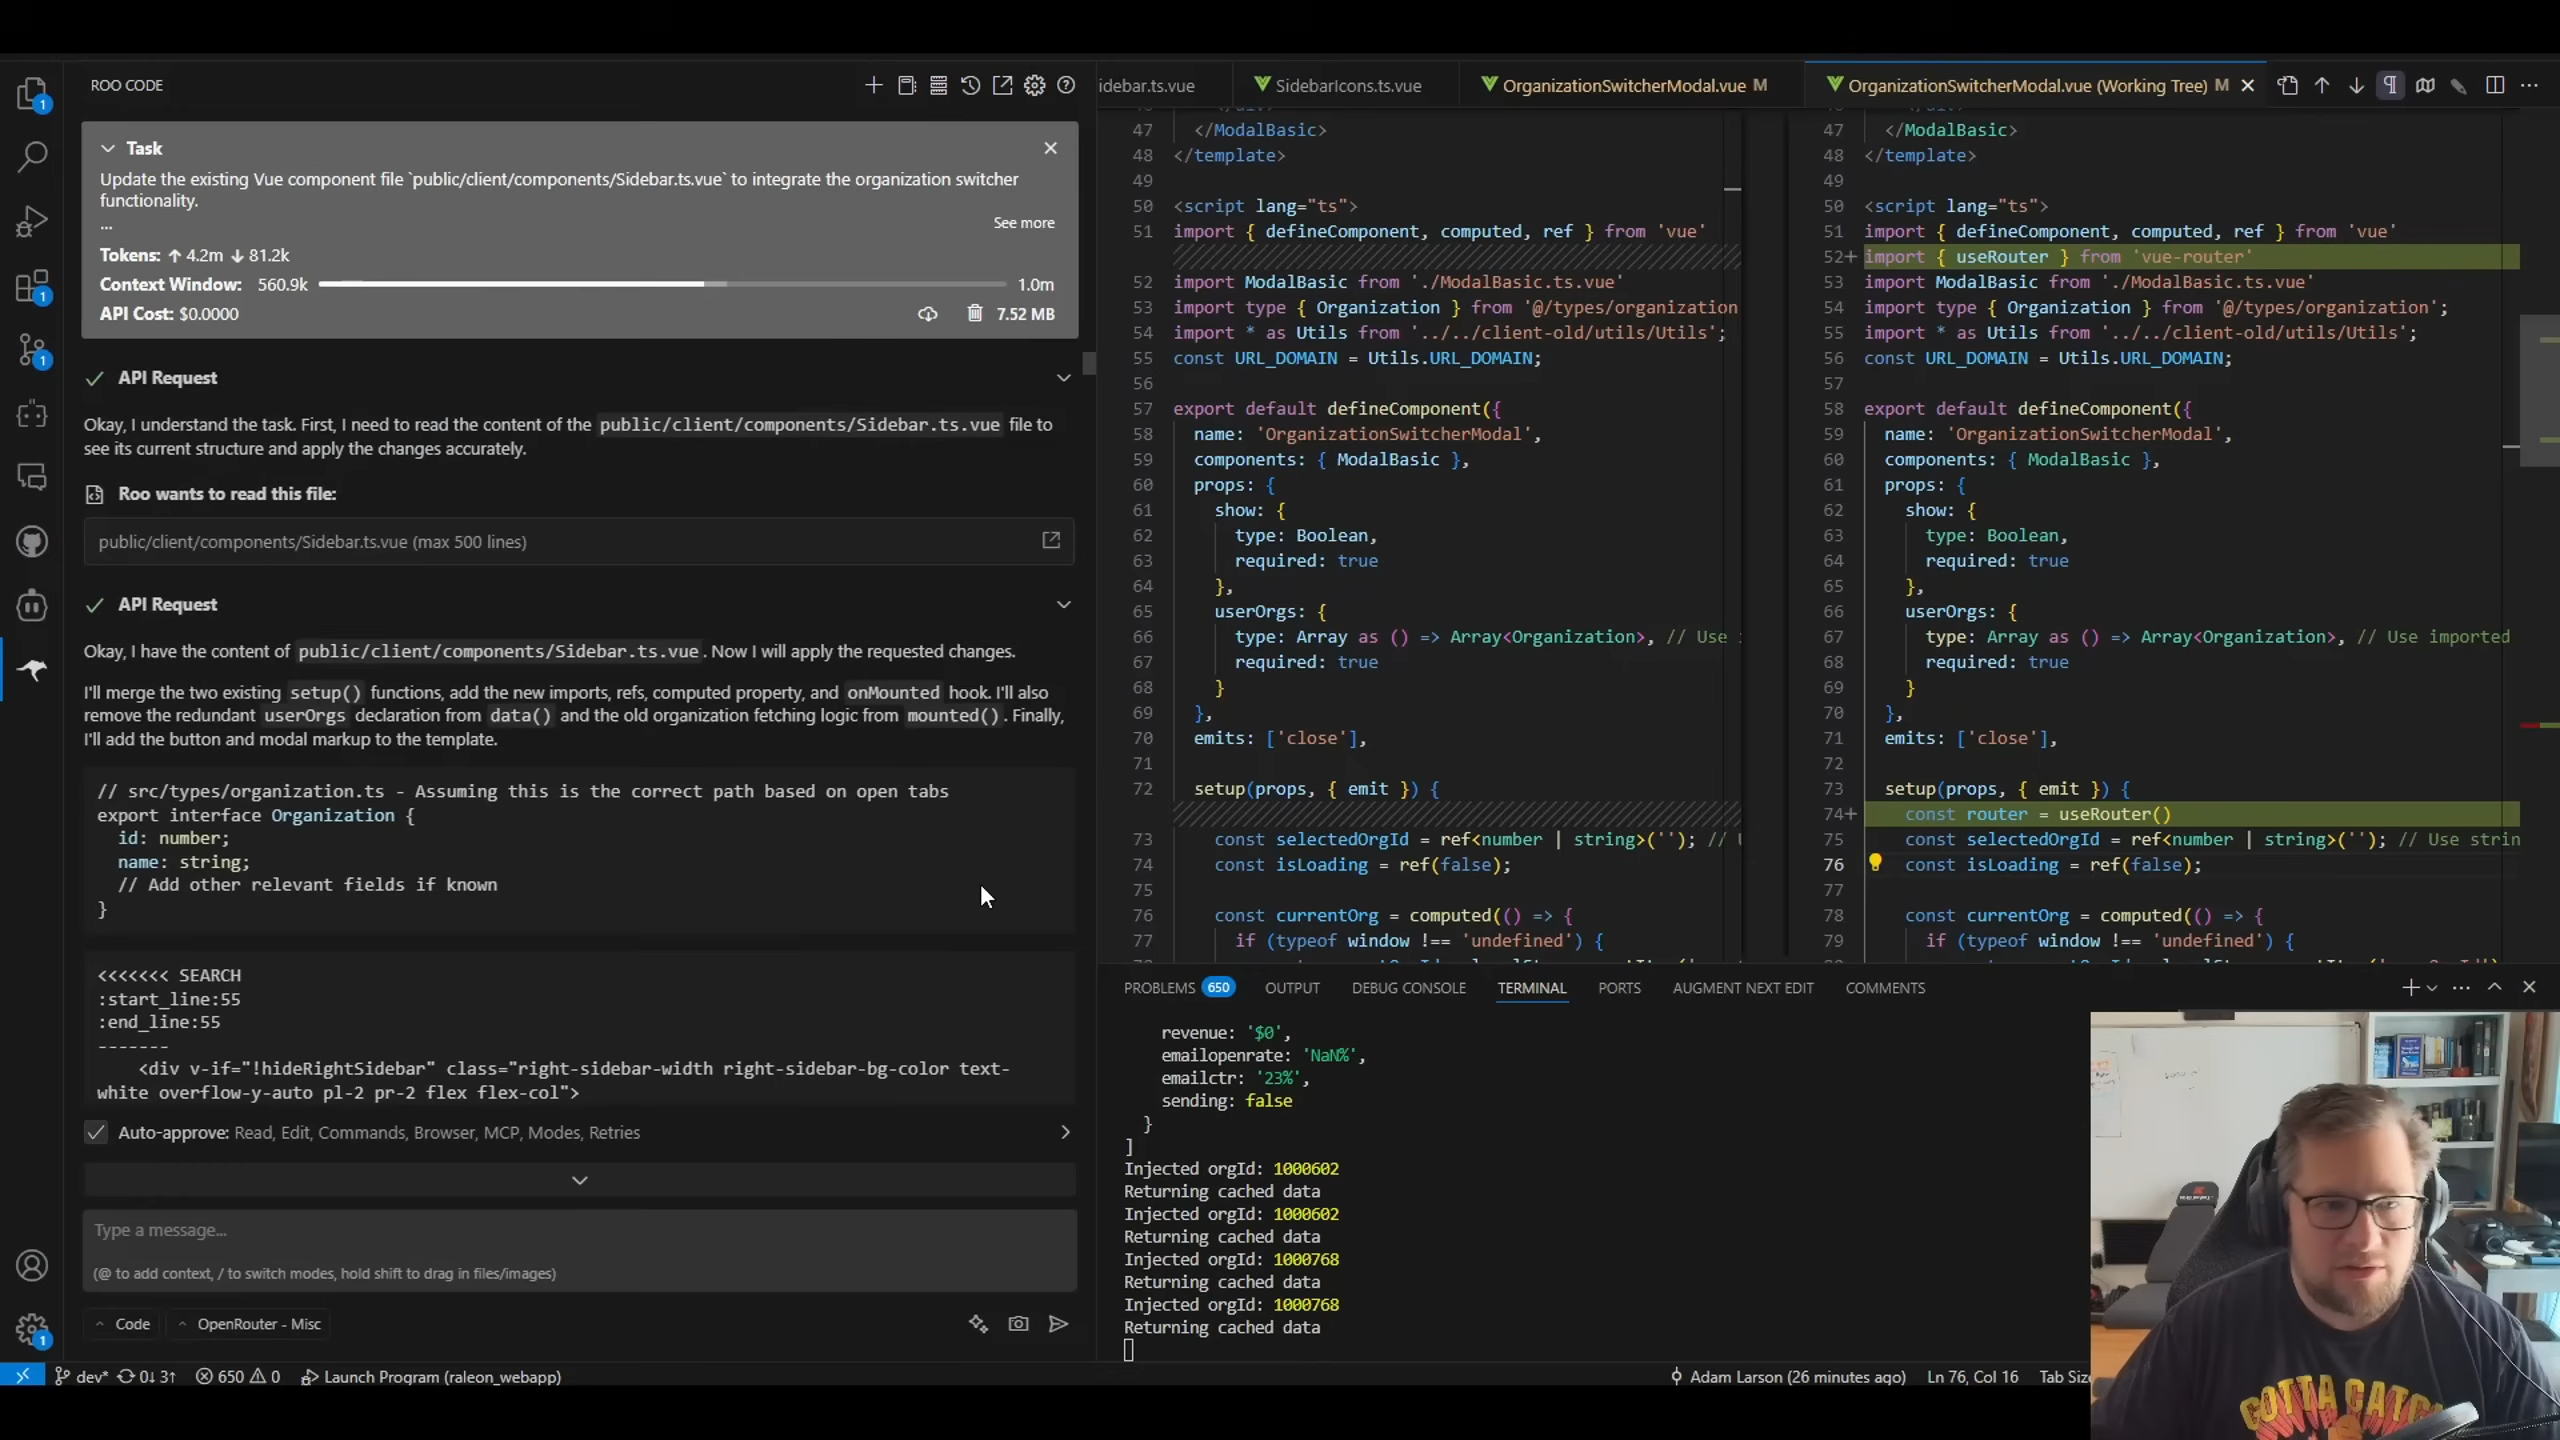 ROO CODE
Task
Update the existing Vue component file `public/client/components/Sidebar.ts.vue` to integrate the organization switcher
functionality.
...
See more
Tokens: ↑ 4.2m ↓ 81.2k
Context Window: 560.9k 1.0m
API Cost: $0.0000 7.52 MB
API Request
Okay, I understand the task. First, I need to read the content of the public/client/components/Sidebar.ts.vue file to
see its current structure and apply the changes accurately.
Roo wants to read this file:
public/client/components/Sidebar.ts.vue (max 500 lines)
API Request
Okay, I have the content of public/client/components/Sidebar.ts.vue. Now I will apply the requested changes.
I'll merge the two existing setup() functions, add the new imports, refs, computed property, and onMounted hook. I'll also
remove the redundant userOrgs declaration from data() and the old organization fetching logic from mounted(). Finally,
I'll add the button and modal markup to the template.
// src/types/organization.ts - Assuming this is the correct path based on open tabs
export interface Organization {
id: number;
name: string;
// Add other relevant fields if known
}
<<<<<<< SEARCH
:start_line:55
:end_line:55
-------
<div v-if="!hideRightSidebar" class="right-sidebar-width right-sidebar-bg-color text-
white overflow-y-auto pl-2 pr-2 flex flex-col">
Auto-approve: Read, Edit, Commands, Browser, MCP, Modes, Retries
Type a message...
(@ to add context, / to switch modes, hold shift to drag in files/images)
Code
OpenRouter - Misc
idebar.ts.vue
SidebarIcons.ts.vue
OrganizationSwitcherModal.vue M
OrganizationSwitcherModal.vue (Working Tree) M
47 </ModalBasic>
48 </template>
49
50 <script lang="ts">
51 import { defineComponent, computed, ref } from 'vue'
52 import ModalBasic from './ModalBasic.ts.vue'
53 import type { Organization } from '@/types/organization
54 import * as Utils from '../../client-old/utils/Utils';
55 const URL_DOMAIN = Utils.URL_DOMAIN;
56
57 export default defineComponent({
58 name: 'OrganizationSwitcherModal',
59 components: { ModalBasic },
60 props: {
61 show: {
62 type: Boolean,
63 required: true
64 },
65 userOrgs: {
66 type: Array as () => Array<Organization>, // Use
67 required: true
68 }
69 },
70 emits: ['close'],
71
72 setup(props, { emit }) {
73 const selectedOrgId = ref<number | string>(''); //
74 const isLoading = ref(false);
75
76 const currentOrg = computed(() => {
77 if (typeof window !== 'undefined') {
47 </ModalBasic>
48 </template>
49
50 <script lang="ts">
51 import { defineComponent, computed, ref } from 'vue'
52+ import { useRouter } from 'vue-router'
53 import ModalBasic from './ModalBasic.ts.vue'
54 import type { Organization } from '@/types/organization';
55 import * as Utils from '../../client-old/utils/Utils';
56 const URL_DOMAIN = Utils.URL_DOMAIN;
57
58 export default defineComponent({
59 name: 'OrganizationSwitcherModal',
60 components: { ModalBasic },
61 props: {
62 show: {
63 type: Boolean,
64 required: true
65 },
66 userOrgs: {
67 type: Array as () => Array<Organization>, // Use imported
68 required: true
69 }
70 },
71 emits: ['close'],
72
73 setup(props, { emit }) {
74+ const router = useRouter()
75 const selectedOrgId = ref<number | string>(''); // Use strin
76 const isLoading = ref(false);
77
78 const currentOrg = computed(() => {
79 if (typeof window !== 'undefined') {
PROBLEMS 650 OUTPUT DEBUG CONSOLE TERMINAL PORTS AUGMENT NEXT EDIT COMMENTS
revenue: '$0',
emailopenrate: 'NaN%',
emailctr: '23%',
sending: false
}
]
Injected orgId: 1000602
Returning cached data
Injected orgId: 1000602
Returning cached data
Injected orgId: 1000768
Returning cached data
Injected orgId: 1000768
Returning cached data
GOTTA CATCH
dev* 0↓ 3↑ 650 0 Launch Program (raleon_webapp)
Adam Larson (26 minutes ago) Ln 76, Col 16 Tab Siz